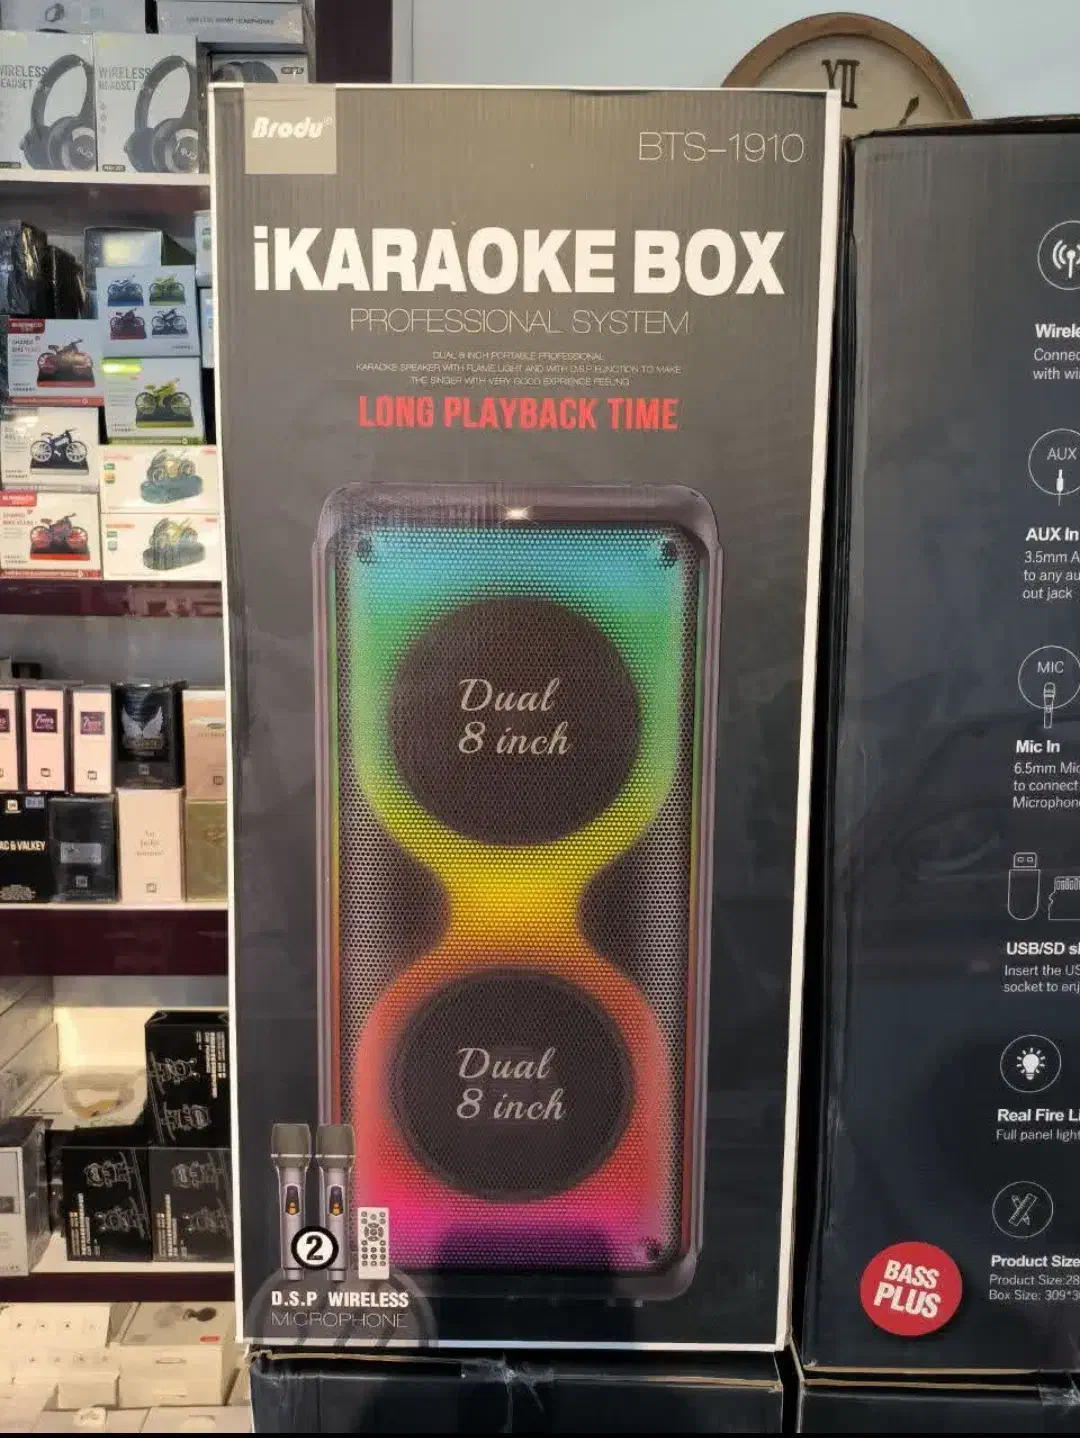 Brodu®
BTS-1910
iKARAOKE BOX
PROFESSIONAL SYSTEM
DUAL 8 INCH PORTABLE PROFESSIONAL
KARAOKE SPEAKER WITH FLAME LIGHT AND WITH D.S.P FUNCTION TO MAKE
THE SINGER WITH VERY GOOD EXPRIENCE FEELING
LONG PLAYBACK TIME
Dual
8 inch
Dual
8 inch
2
D.S.P WIRELESS
MICROPHONE
VII
Wirele
Connec
with wi
AUX
AUX In
3.5mm A
to any au
out jack
MIC
Mic In
6.5mm Mic
to connect
Microphon
USB/SD sl
Insert the US
socket to enj
Real Fire Li
Full panel light
Product Size
Product Size:28
Box Size: 309*3
BASS
PLUS
WIRELESS
HEADSET
WIRELESS
HEADSET
AC & VALKEY